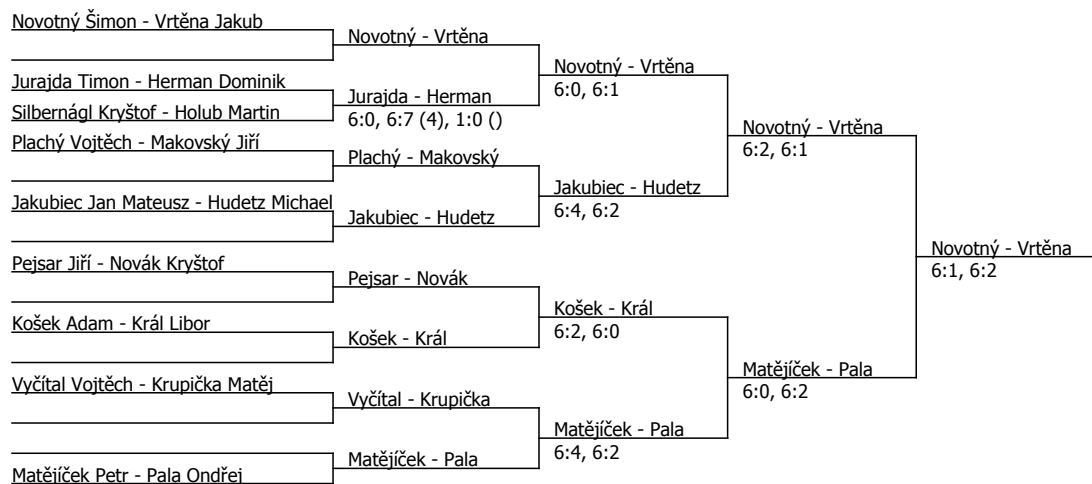 Novotný Šimon - Vrtěna Jakub
Jurajda Timon - Herman Dominik
Silbernágl Kryštof - Holub Martin
Plachý Vojtěch - Makovský Jiří
Jakubiec Jan Mateusz - Hudetz Michael
Pejsar Jiří - Novák Kryštof
Košek Adam - Král Libor
Vyčítal Vojtěch - Krupička Matěj
Matějíček Petr - Pala Ondřej
Novotný - Vrtěna
Jurajda - Herman
6:0, 6:7 (4), 1:0 ()
Plachý - Makovský
Jakubiec - Hudetz
Pejsar - Novák
Košek - Král
Vyčítal - Krupička
Matějíček - Pala
Novotný - Vrtěna
6:0, 6:1
Jakubiec - Hudetz
6:4, 6:2
Košek - Král
6:2, 6:0
Matějíček - Pala
6:4, 6:2
Novotný - Vrtěna
6:2, 6:1
Matějíček - Pala
6:0, 6:2
Novotný - Vrtěna
6:1, 6:2